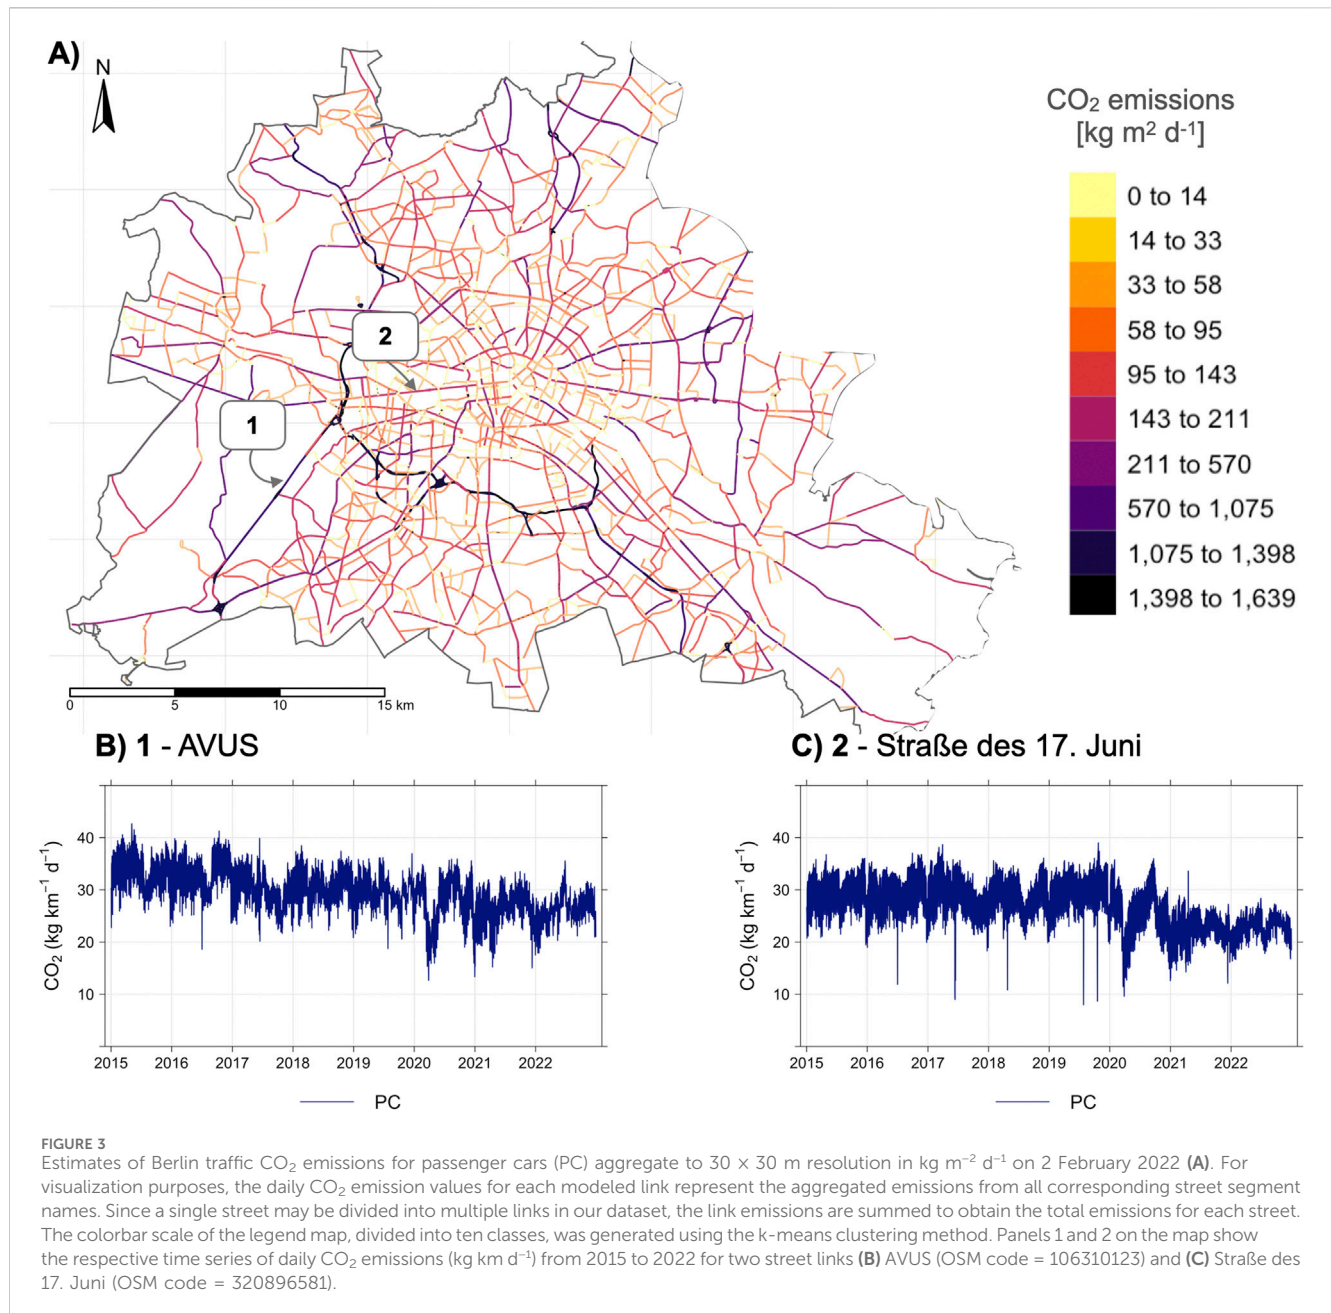 A)
N
CO₂ emissions
[kg m² d⁻¹]
0 to 14
14 to 33
33 to 58
58 to 95
95 to 143
143 to 211
211 to 570
570 to 1,075
1,075 to 1,398
1,398 to 1,639
2
1
0 5 10 15 km
B) 1 - AVUS
CO₂ (kg km⁻¹ d⁻¹)
40
30
20
10
2015 2016 2017 2018 2019 2020 2021 2022
PC
C) 2 - Straße des 17. Juni
CO₂ (kg km⁻¹ d⁻¹)
40
30
20
10
2015 2016 2017 2018 2019 2020 2021 2022
PC
FIGURE 3
Estimates of Berlin traffic CO₂ emissions for passenger cars (PC) aggregate to 30 × 30 m resolution in kg m⁻² d⁻¹ on 2 February 2022 (A). For
visualization purposes, the daily CO₂ emission values for each modeled link represent the aggregated emissions from all corresponding street segment
names. Since a single street may be divided into multiple links in our dataset, the link emissions are summed to obtain the total emissions for each street.
The colorbar scale of the legend map, divided into ten classes, was generated using the k-means clustering method. Panels 1 and 2 on the map show
the respective time series of daily CO₂ emissions (kg km d⁻¹) from 2015 to 2022 for two street links (B) AVUS (OSM code = 106310123) and (C) Straße des
17. Juni (OSM code = 320896581).